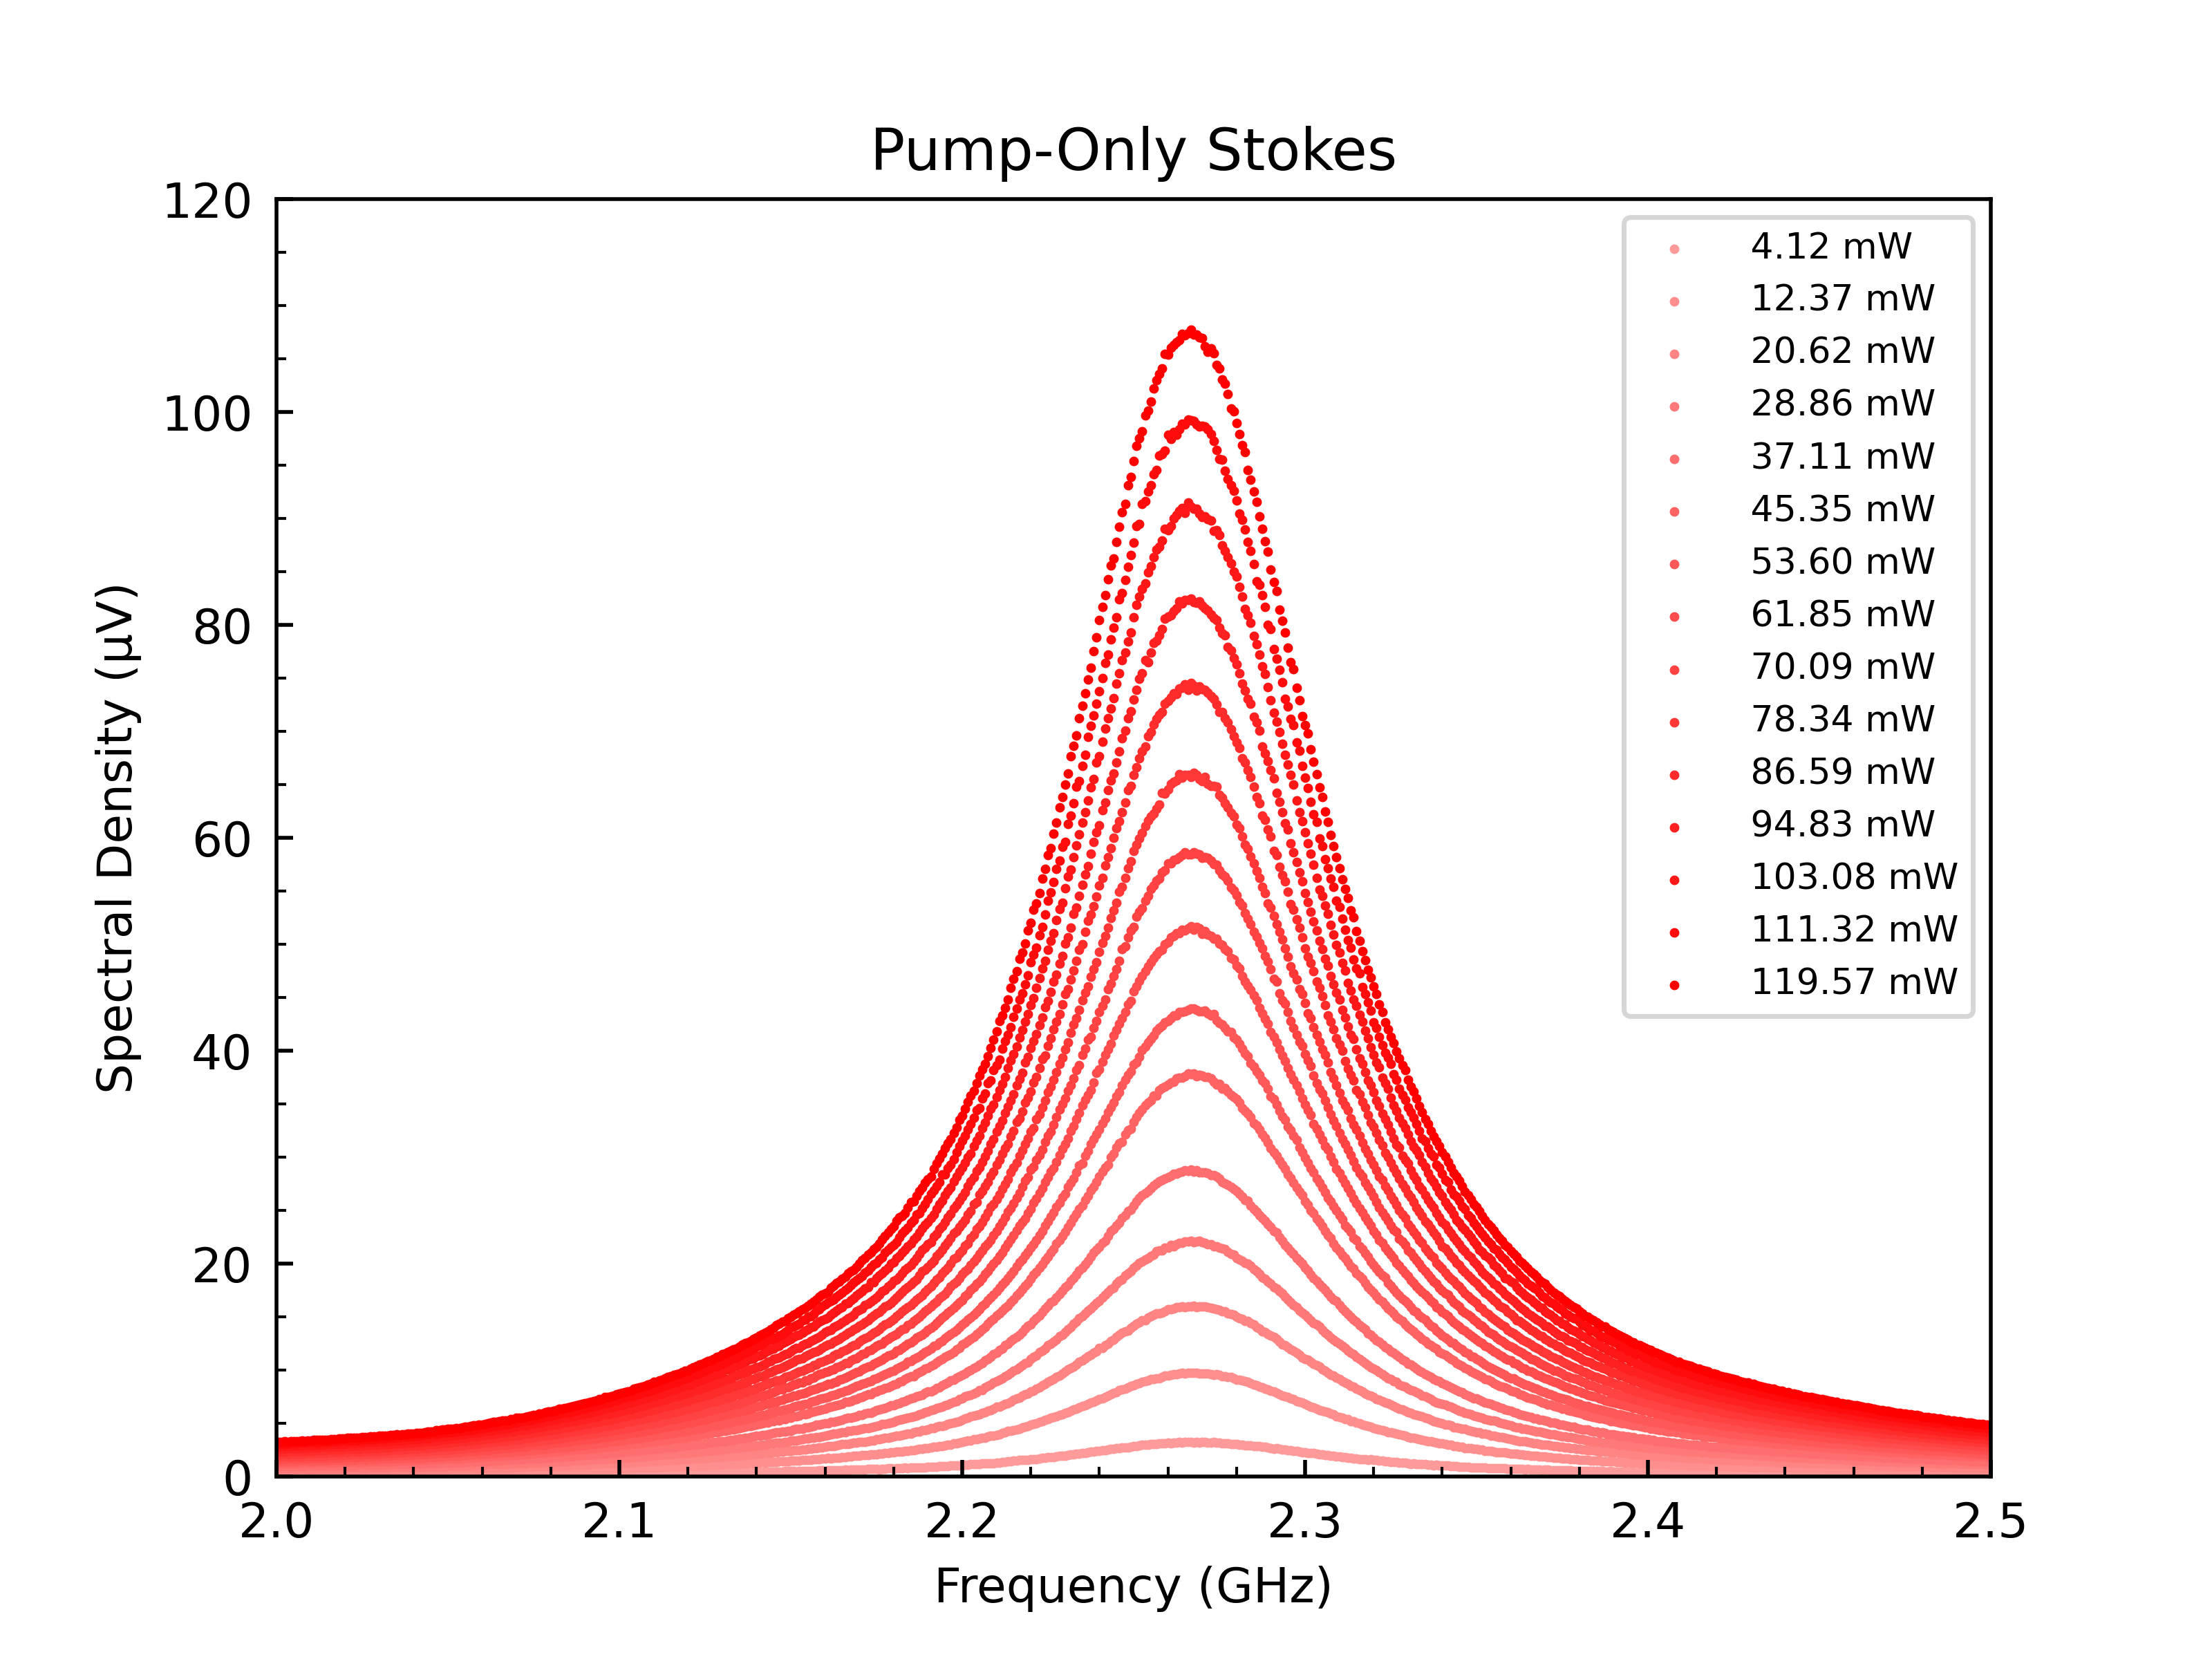 Pump-Only Stokes
120
100
80
60
40
20
0
Spectral Density (µV)
2.0 2.1 2.2 2.3 2.4 2.5
Frequency (GHz)
4.12 mW
12.37 mW
20.62 mW
28.86 mW
37.11 mW
45.35 mW
53.60 mW
61.85 mW
70.09 mW
78.34 mW
86.59 mW
94.83 mW
103.08 mW
111.32 mW
119.57 mW